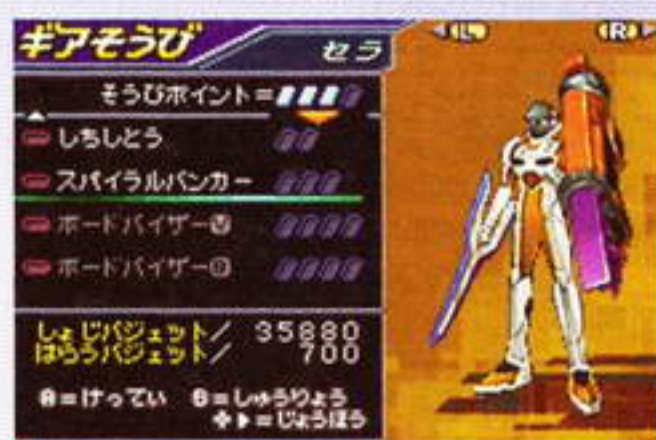 ギアそうび セラ
L R
そうびポイント=
しちしとう
スパイラルバンカー
ボードバイザーM
ボードバイザーG
しょじバジェット/ 35880
はらうバジェット/ 700
A=けってい B=しゅうりょう
✥▶=じょうほう